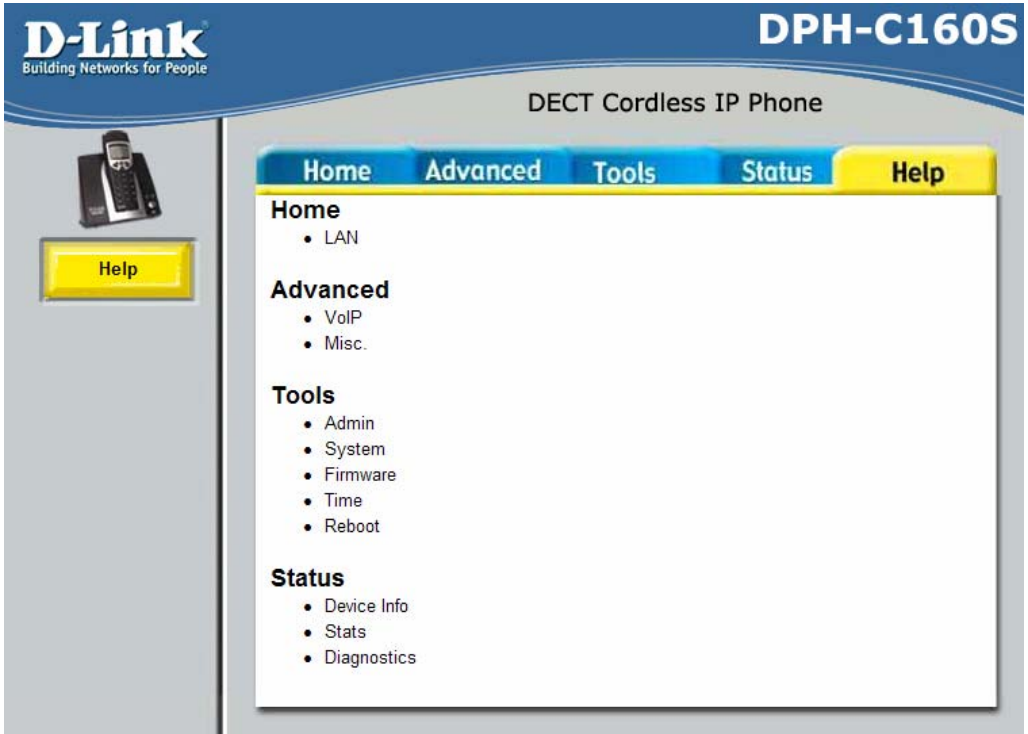 D-Link
Building Networks for People
DPH-C160S
DECT Cordless IP Phone
Home
Advanced
Tools
Status
Help
Help
Home
LAN
Advanced
VoIP
Misc.
Tools
Admin
System
Firmware
Time
Reboot
Status
Device Info
Stats
Diagnostics